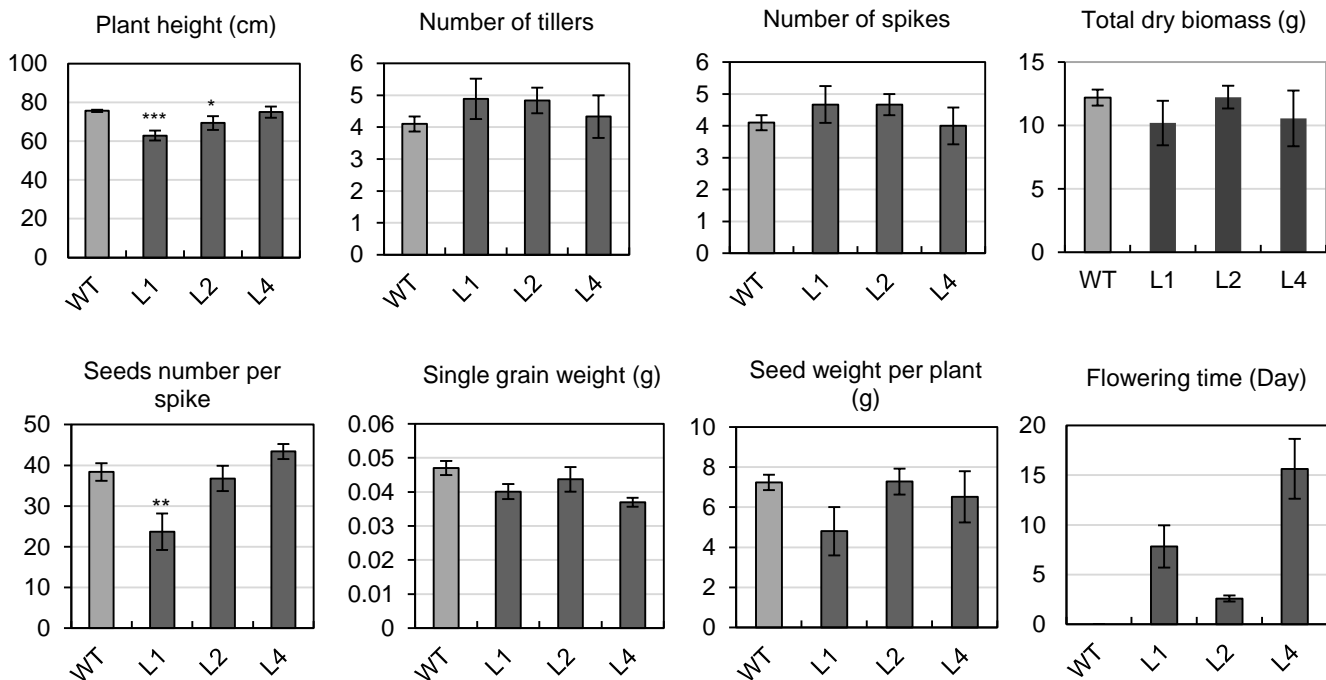 Plant height (cm)
100
80
60
40
20
0
***
*
WT
L1
L2
L4
Number of tillers
6
5
4
3
2
1
0
WT
L1
L2
L4
Number of spikes
6
5
4
3
2
1
0
WT
L1
L2
L4
Total dry biomass (g)
15
10
5
0
WT
L1
L2
L4
Seeds number per
spike
50
40
30
20
10
0
**
WT
L1
L2
L4
Single grain weight (g)
0.06
0.05
0.04
0.03
0.02
0.01
0.00
WT
L1
L2
L4
Seed weight per plant
(g)
10
8
6
4
2
0
WT
L1
L2
L4
Flowering time (Day)
20
15
10
5
0
WT
L1
L2
L4